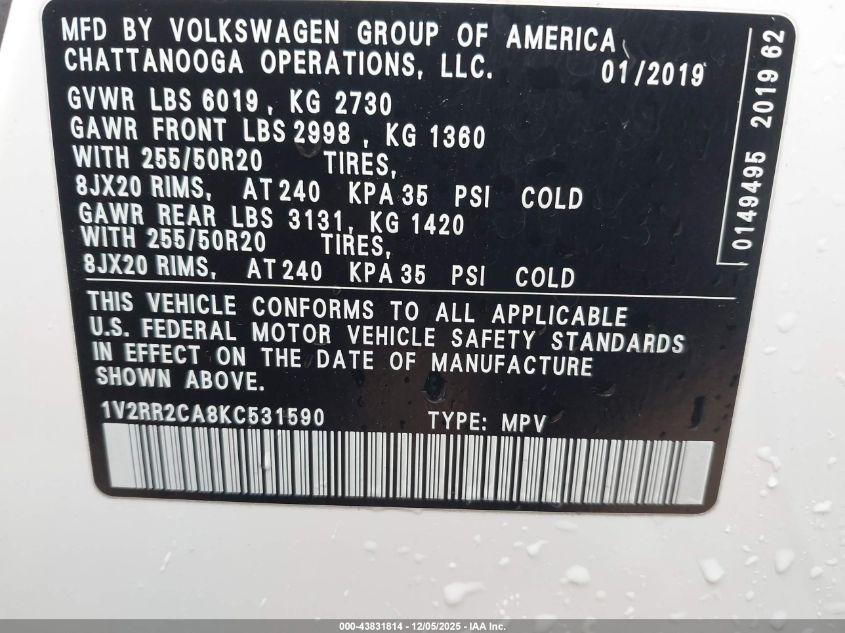 MFD BY VOLKSWAGEN GROUP OF AMERICA
CHATTANOOGA OPERATIONS, LLC. 01/2019
GVWR LBS 6019, KG 2730
GAWR FRONT LBS 2998, KG 1360
WITH 255/50R20 TIRES,
8JX20 RIMS, AT 240 KPA 35 PSI COLD
GAWR REAR LBS 3131, KG 1420
WITH 255/50R20 TIRES,
8JX20 RIMS, AT 240 KPA 35 PSI COLD
THIS VEHICLE CONFORMS TO ALL APPLICABLE
U.S. FEDERAL MOTOR VEHICLE SAFETY STANDARDS
IN EFFECT ON THE DATE OF MANUFACTURE
SHOWN ABOVE.
1V2RR2CA8KC531590 TYPE: MPV
0149495 2019 62
000-43831814 - 12/05/2025 - IAA Inc.